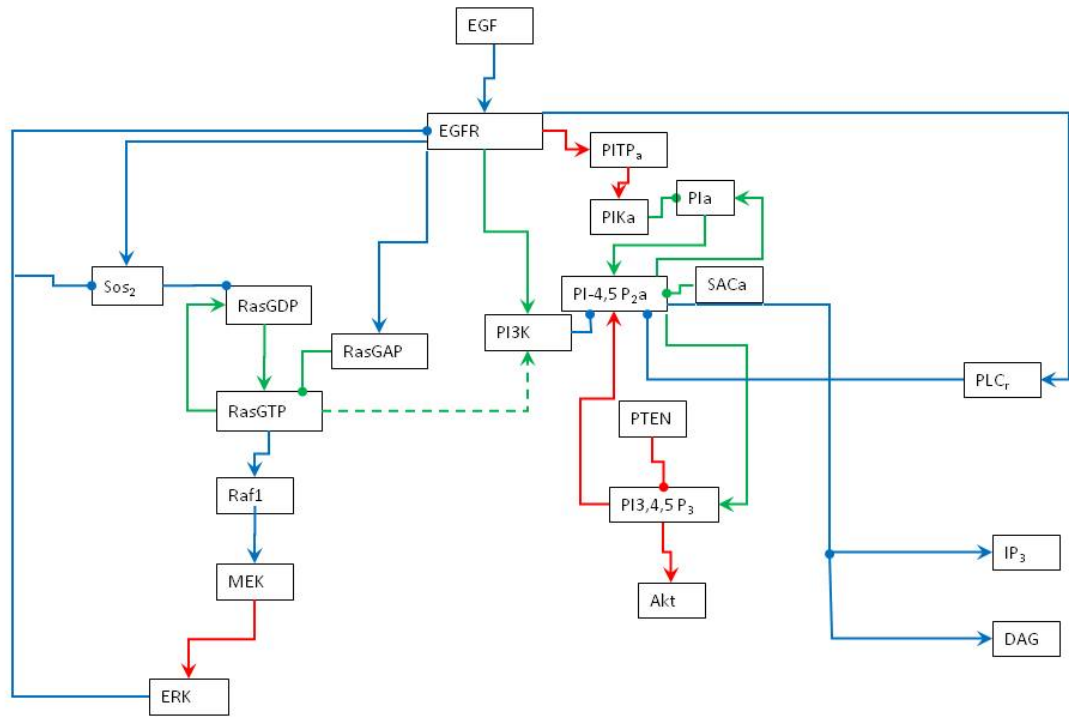 EGF
EGFR
PITPₐ
PIKa
PIa
Sos₂
RasGDP
PI-4,5 P₂a
SACa
PI3K
RasGAP
PLCᵣ
RasGTP
PTEN
Raf1
PI3,4,5 P₃
IP₃
MEK
Akt
DAG
ERK